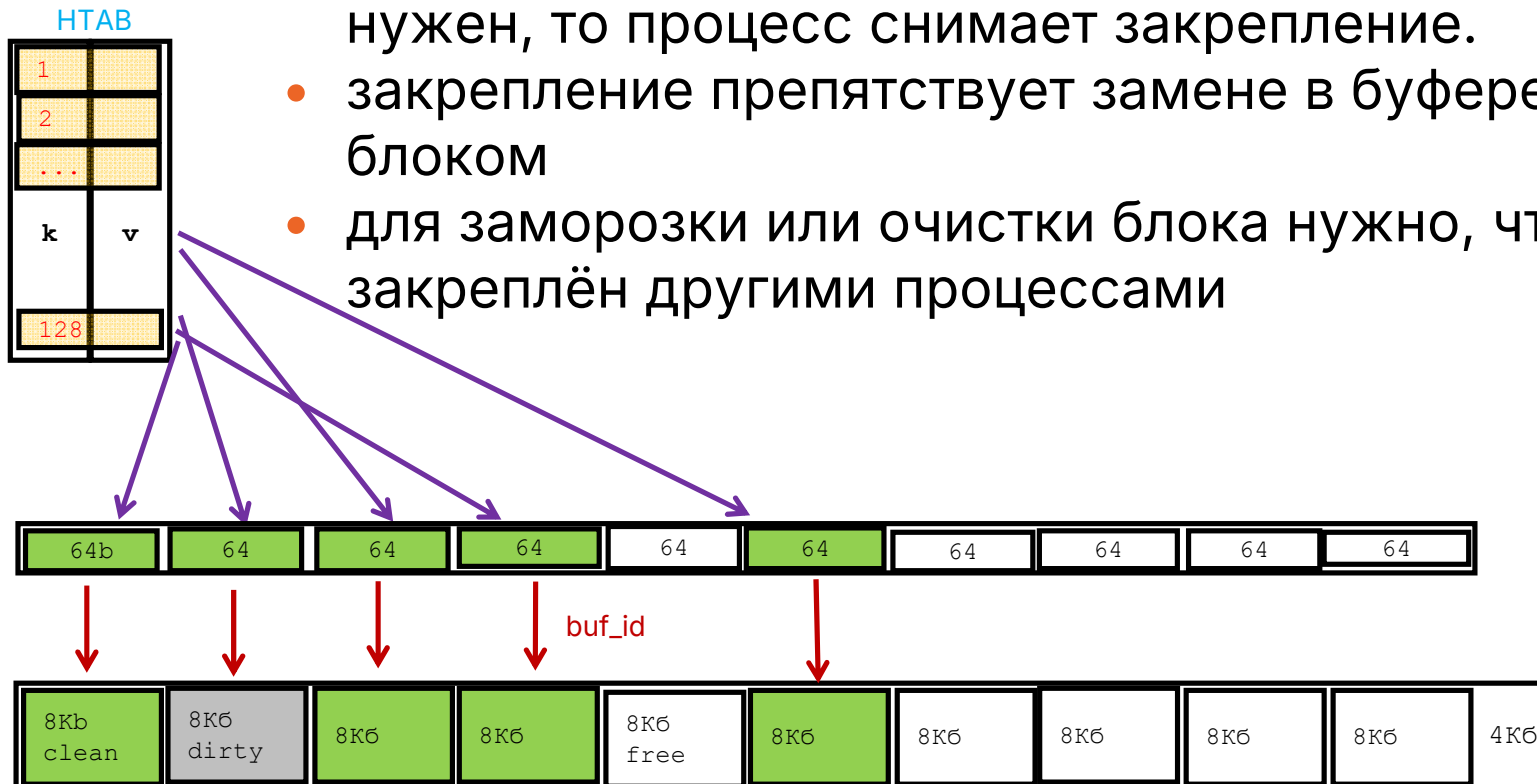 HTAB
нужен, то процесс снимает закрепление.
• закрепление препятствует замене в буфере
блоком
• для заморозки или очистки блока нужно, чт
закреплён другими процессами
1
2
...
k v
128
64b 64 64 64 64 64 64 64 64 64
buf_id
8Kb clean
8Кб dirty
8Кб
8Кб
8Кб free
8Кб
8Кб
8Кб
8Кб
8Кб
4Кб